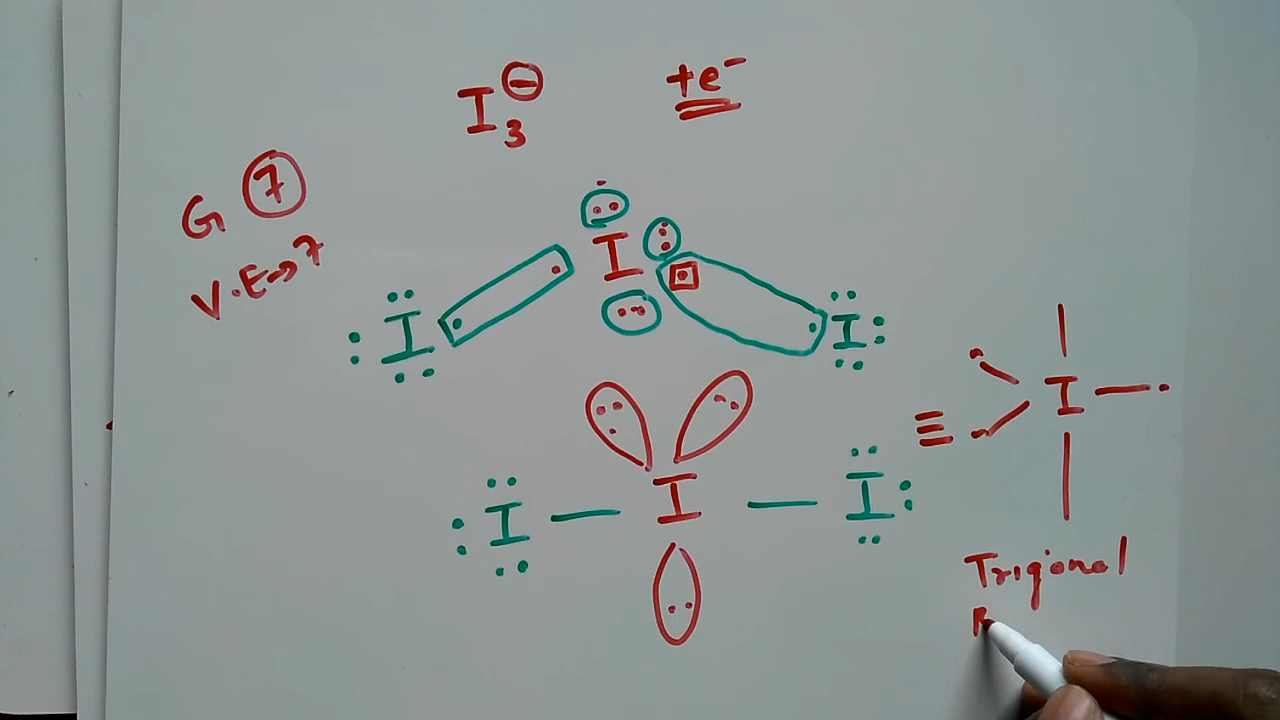 I₃⊖ +e⁻
G 7
V.E→7
I
I I
I
I — I — I
Trigonal